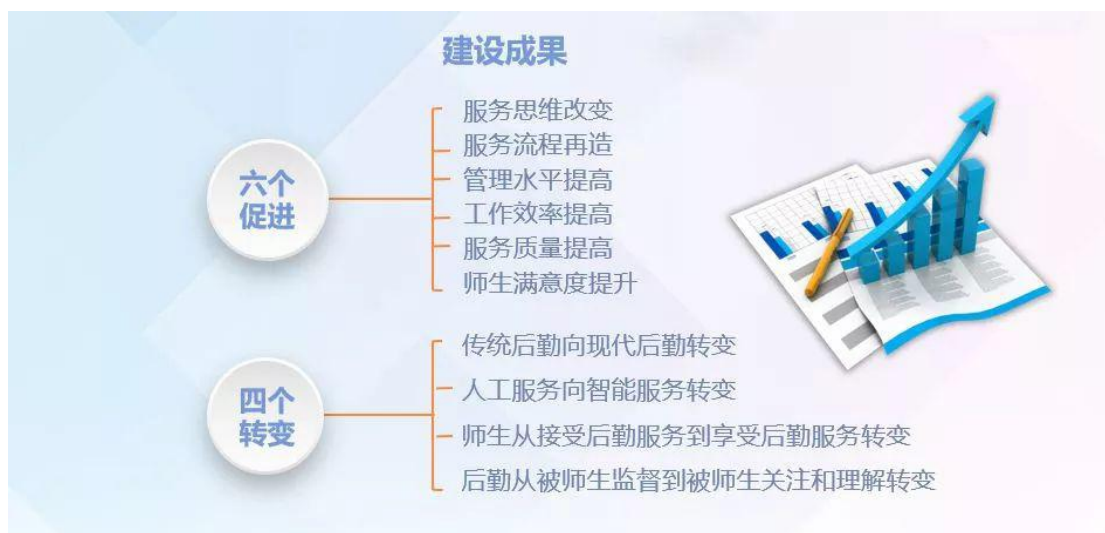 建设成果
六个
促进
服务思维改变
服务流程再造
管理水平提高
工作效率提高
服务质量提高
师生满意度提升
四个
转变
传统后勤向现代后勤转变
人工服务向智能服务转变
师生从接受后勤服务到享受后勤服务转变
后勤从被师生监督到被师生关注和理解转变